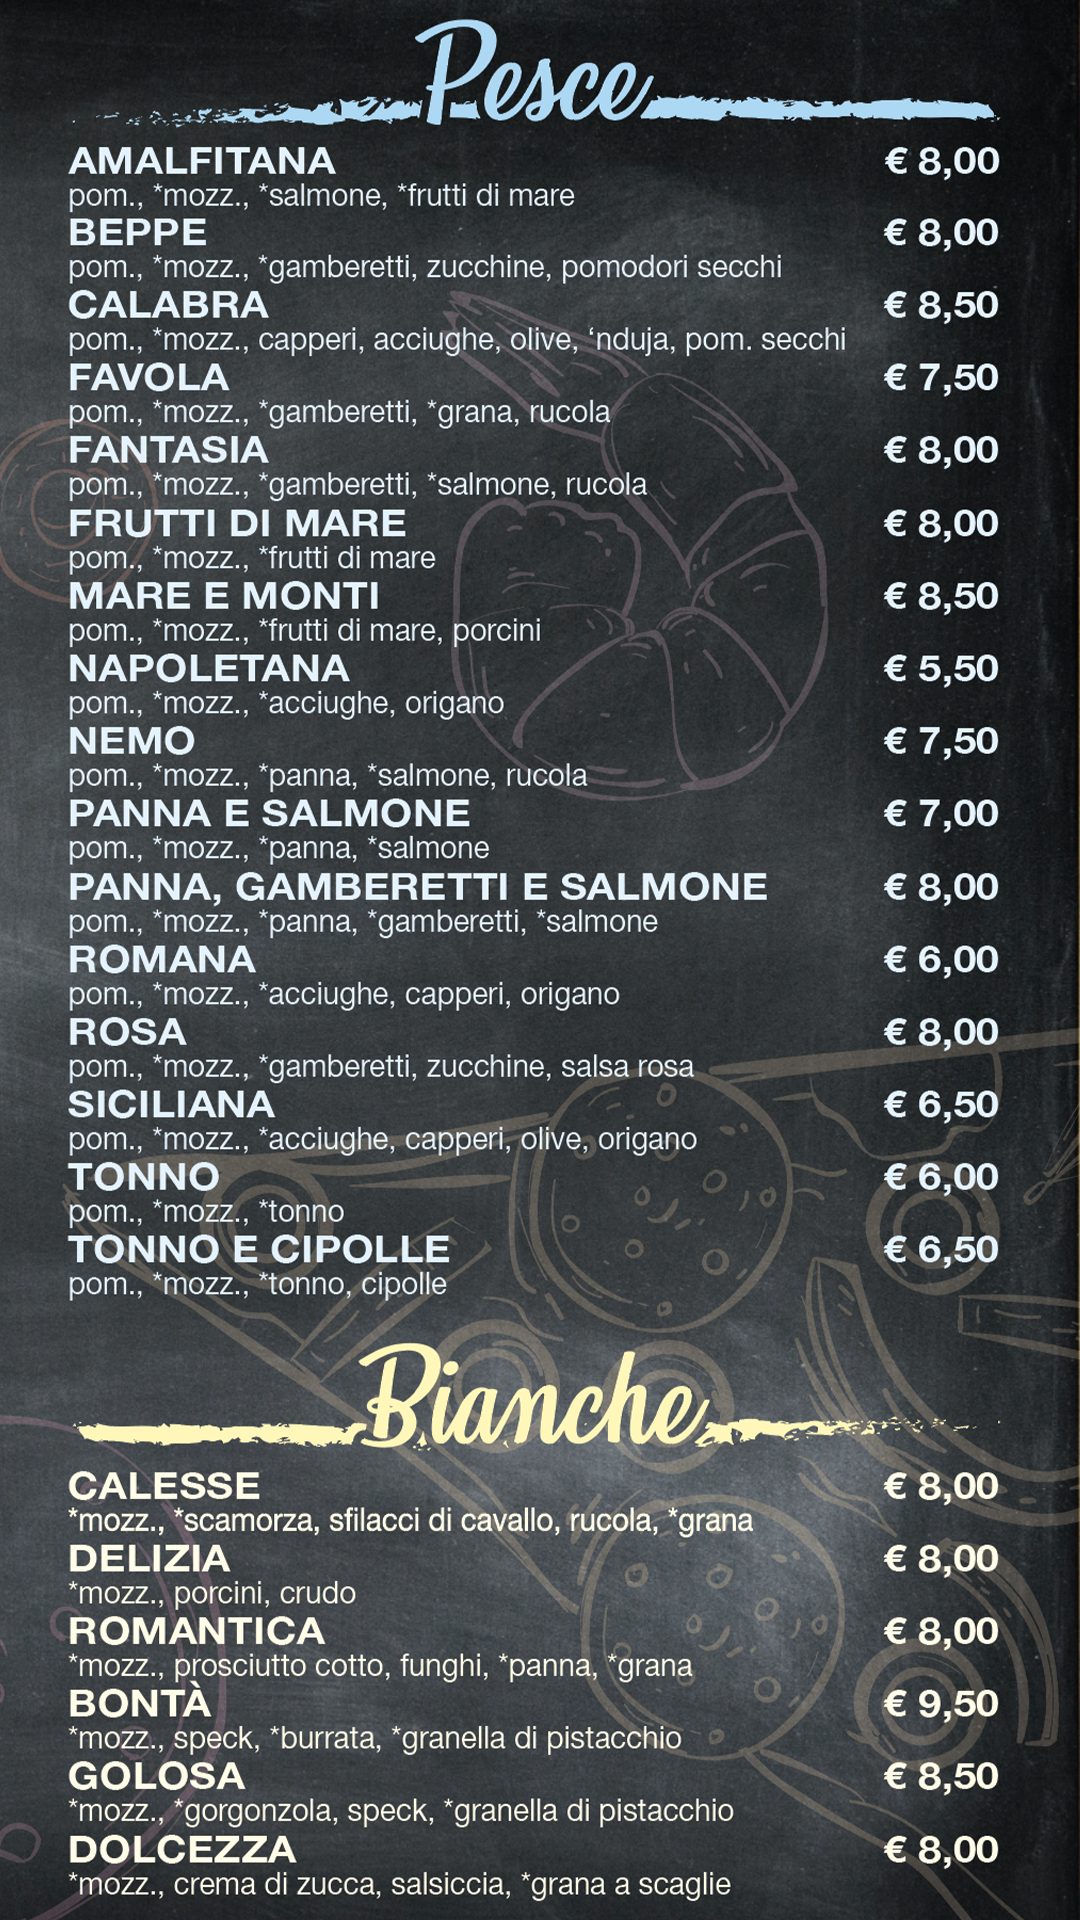 Pesce
AMALFITANA € 8,00
pom., *mozz., *salmone, *frutti di mare
BEPPE € 8,00
pom., *mozz., *gamberetti, zucchine, pomodori secchi
CALABRA € 8,50
pom., *mozz., capperi, acciughe, olive, ‘nduja, pom. secchi
FAVOLA € 7,50
pom., *mozz., *gamberetti, *grana, rucola
FANTASIA € 8,00
pom., *mozz., *gamberetti, *salmone, rucola
FRUTTI DI MARE € 8,00
pom., *mozz., *frutti di mare
MARE E MONTI € 8,50
pom., *mozz., *frutti di mare, porcini
NAPOLETANA € 5,50
pom., *mozz., *acciughe, origano
NEMO € 7,50
pom., *mozz., *panna, *salmone, rucola
PANNA E SALMONE € 7,00
pom., *mozz., *panna, *salmone
PANNA, GAMBERETTI E SALMONE € 8,00
pom., *mozz., *panna, *gamberetti, *salmone
ROMANA € 6,00
pom., *mozz., *acciughe, capperi, origano
ROSA € 8,00
pom., *mozz., *gamberetti, zucchine, salsa rosa
SICILIANA € 6,50
pom., *mozz., *acciughe, capperi, olive, origano
TONNO € 6,00
pom., *mozz., *tonno
TONNO E CIPOLLE € 6,50
pom., *mozz., *tonno, cipolle
Bianche
CALESSE € 8,00
*mozz., *scamorza, sfilacci di cavallo, rucola, *grana
DELIZIA € 8,00
*mozz., porcini, crudo
ROMANTICA € 8,00
*mozz., prosciutto cotto, funghi, *panna, *grana
BONTÀ € 9,50
*mozz., speck, *burrata, *granella di pistacchio
GOLOSA € 8,50
*mozz., *gorgonzola, speck, *granella di pistacchio
DOLCEZZA € 8,00
*mozz., crema di zucca, salsiccia, *grana a scaglie